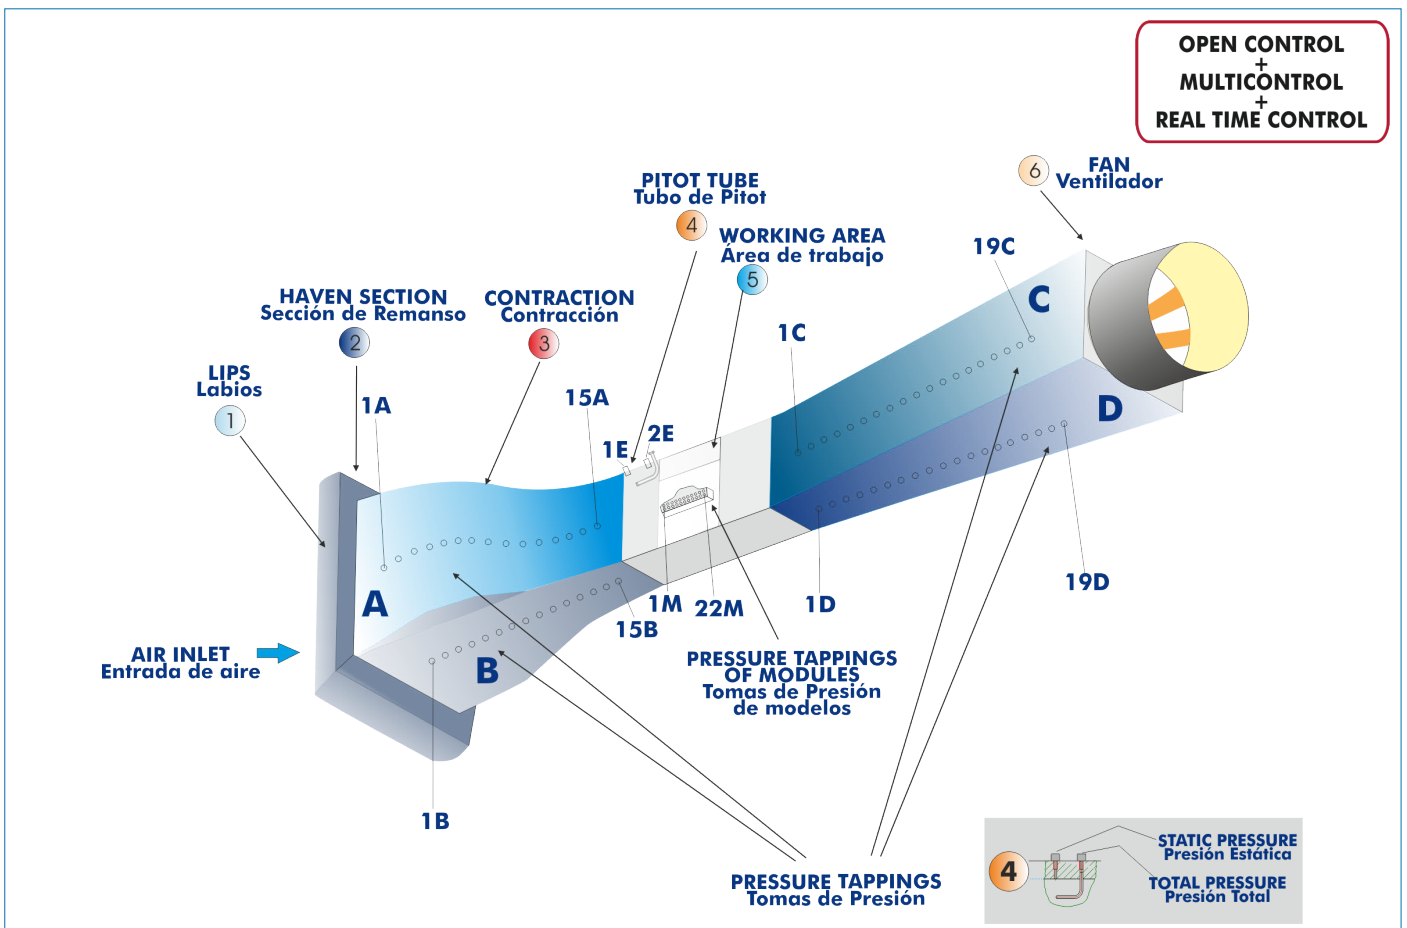 OPEN CONTROL
+
MULTICONTROL
+
REAL TIME CONTROL
6
FAN
Ventilador
PITOT TUBE
Tubo de Pitot
4
WORKING AREA
Área de trabajo
5
19C
C
HAVEN SECTION
Sección de Remanso
2
CONTRACTION
Contracción
3
1C
LIPS
Labios
1
1A
15A
1E
2E
D
A
1M
22M
1D
19D
15B
AIR INLET
Entrada de aire
B
PRESSURE TAPPINGS
OF MODULES
Tomas de Presión
de modelos
1B
PRESSURE TAPPINGS
Tomas de Presión
4
STATIC PRESSURE
Presión Estática
TOTAL PRESSURE
Presión Total